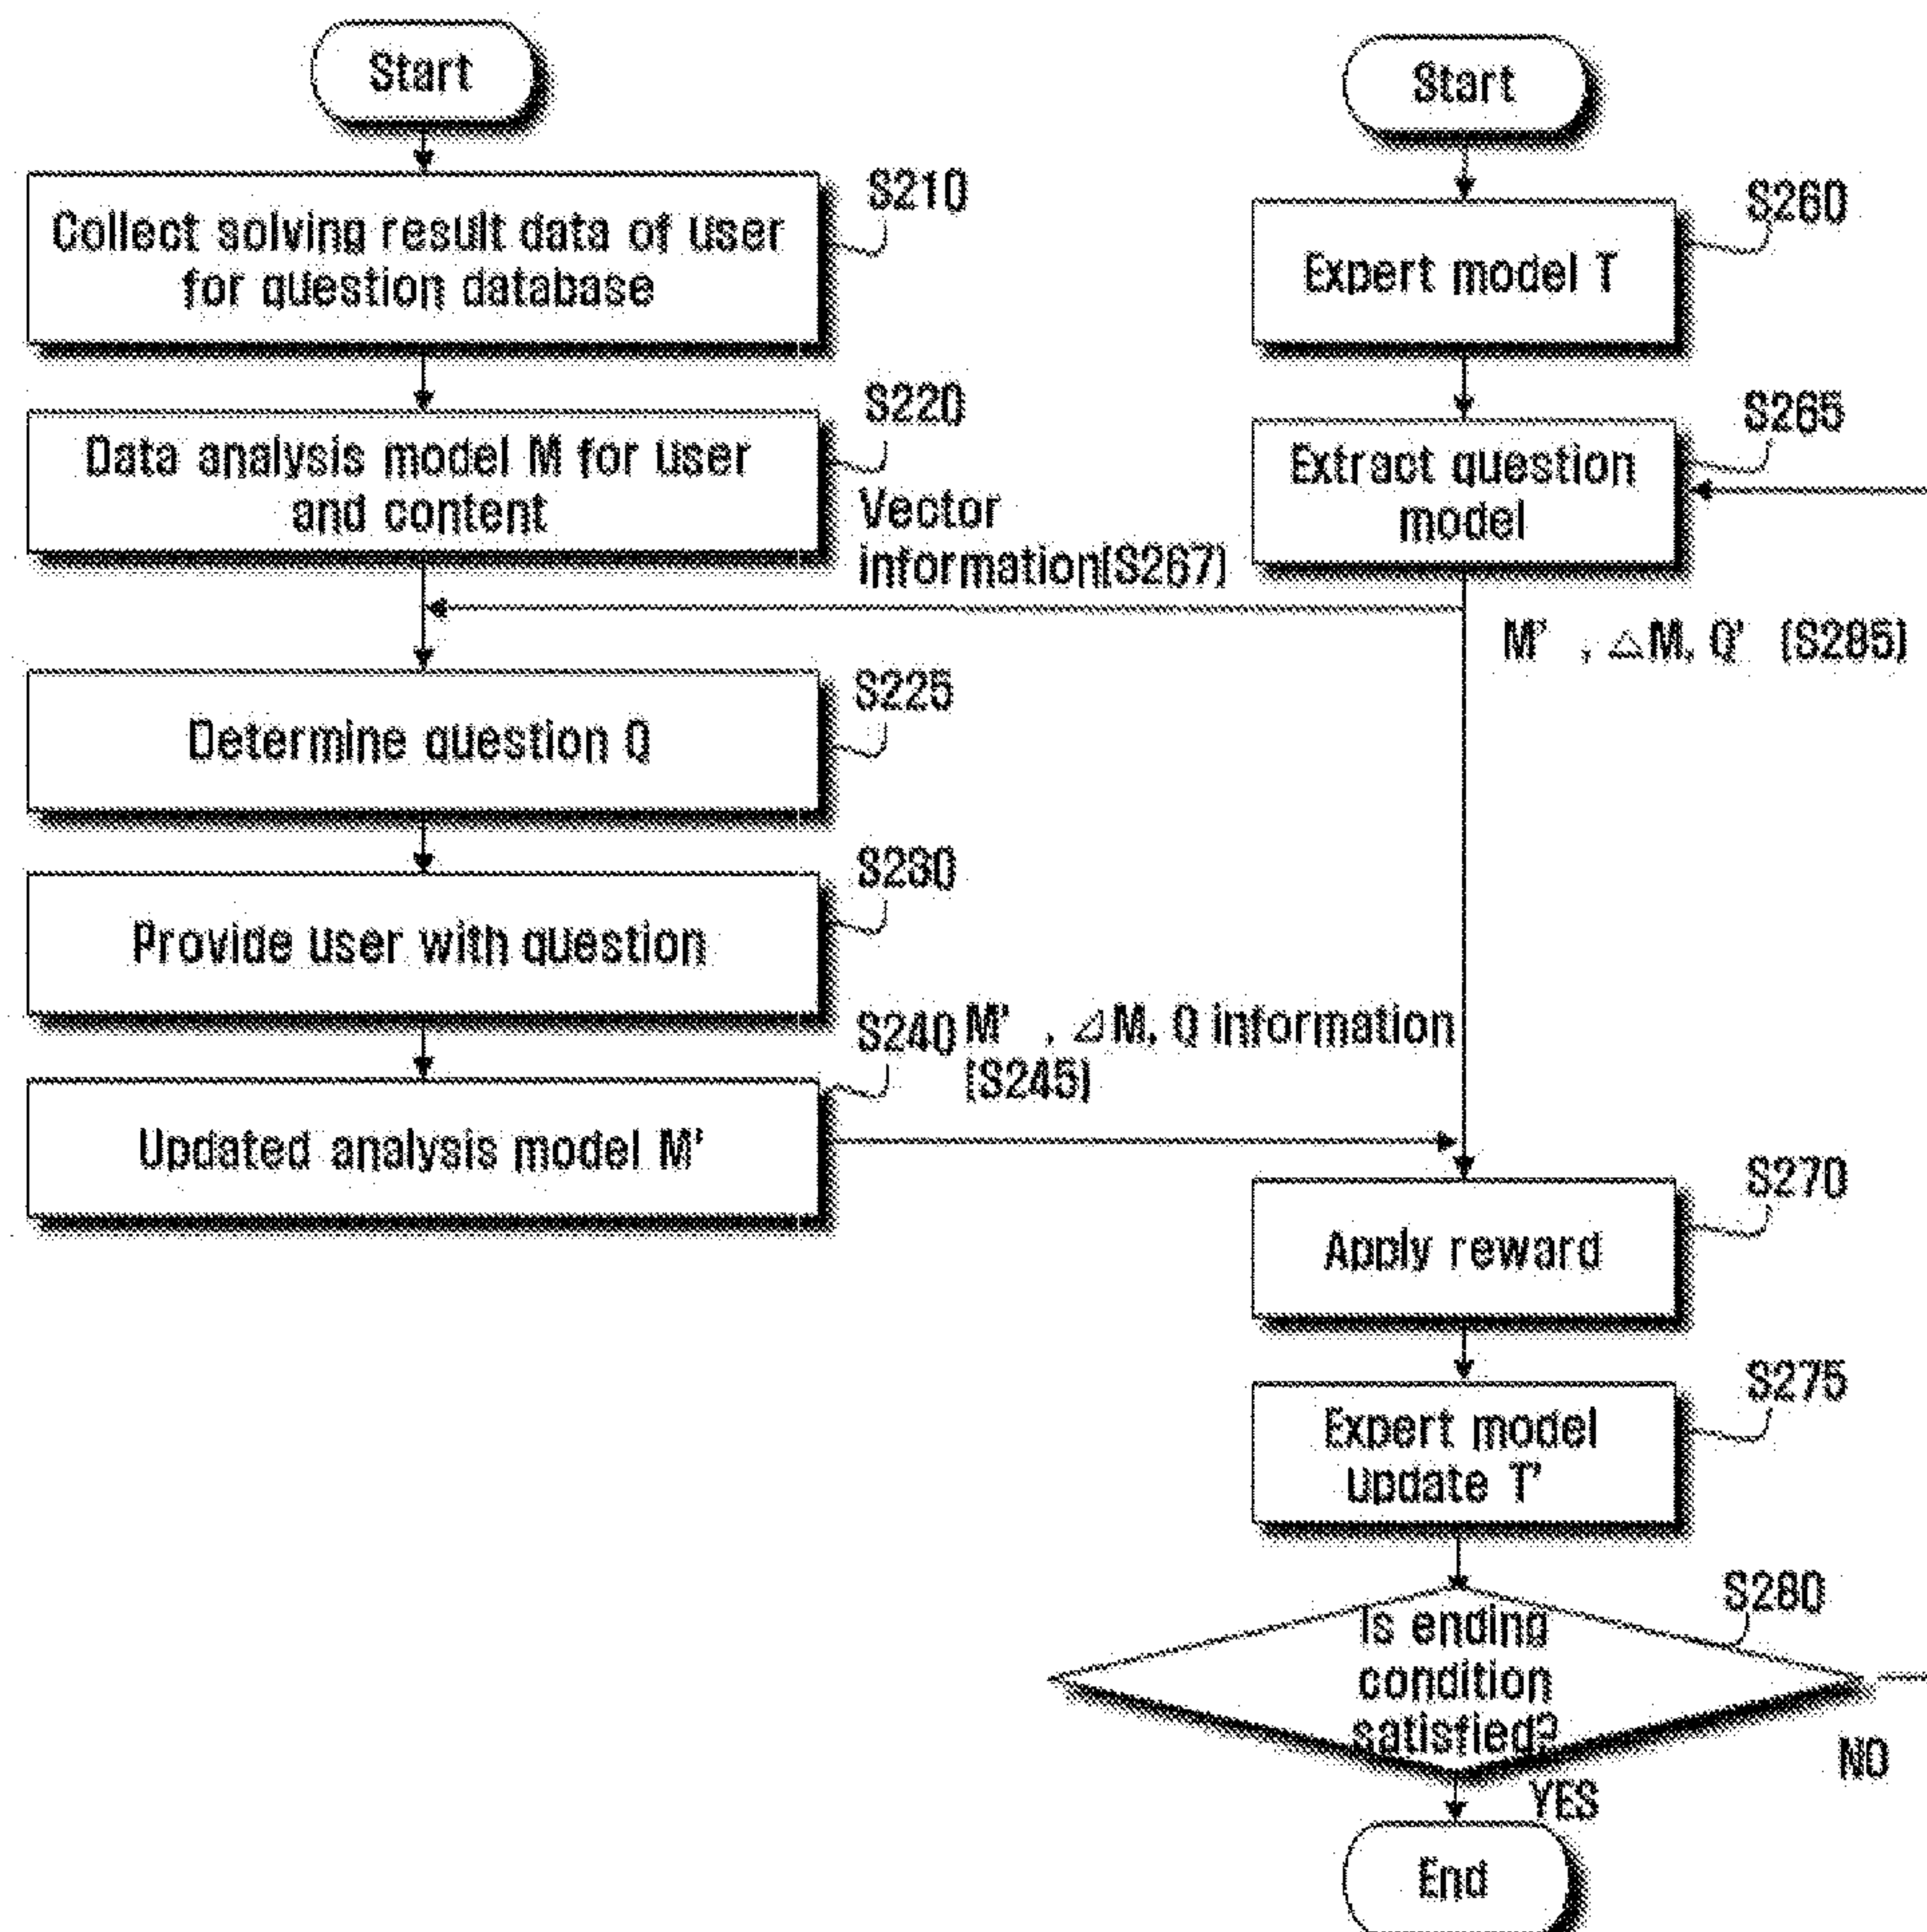 Start
S210
Collect solving result data of user
for question database
S220
Data analysis model M for user
and content
Vector
information(S267)
S225
Determine question Q
S230
Provide user with question
S240
M' , △M, Q information
(S245)
Updated analysis model M'
Start
S260
Expert model T
S265
Extract question
model
M' , △M, Q' (S285)
S270
Apply reward
S275
Expert model
update T'
S280
Is ending
condition
satisfied?
NO
YES
End